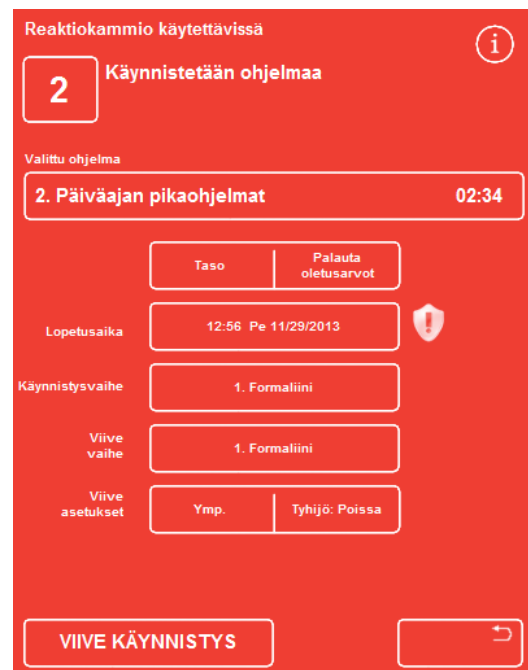 Reaktiokammio käytettävissä
i
2
Käynnistetään ohjelmaa
Valittu ohjelma
2. Päiväajan pikaohjelmat 02:34
Taso
Palauta
oletusarvot
Lopetusaika
12:56 Pe 11/29/2013
!
Käynnistysvaihe
1. Formaliini
Viive
vaihe
1. Formaliini
Viive
asetukset
Ymp.
Tyhijö: Poissa
VIIVE KÄYNNISTYS